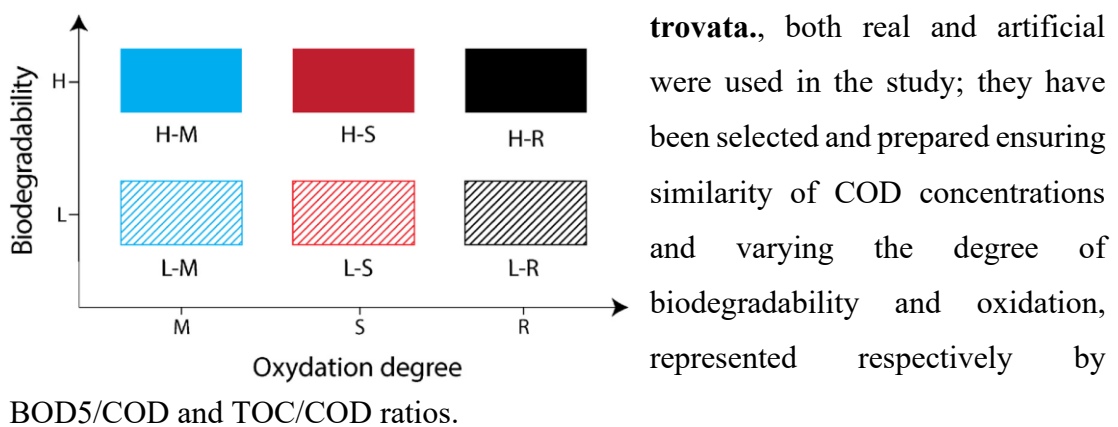 trovata., both real and artificial
were used in the study; they have
been selected and prepared ensuring
similarity of COD concentrations
and varying the degree of
biodegradability and oxidation,
represented respectively by
BOD5/COD and TOC/COD ratios.
Biodegradability
H
H-M H-S H-R
L
L-M L-S L-R
M S R
Oxydation degree